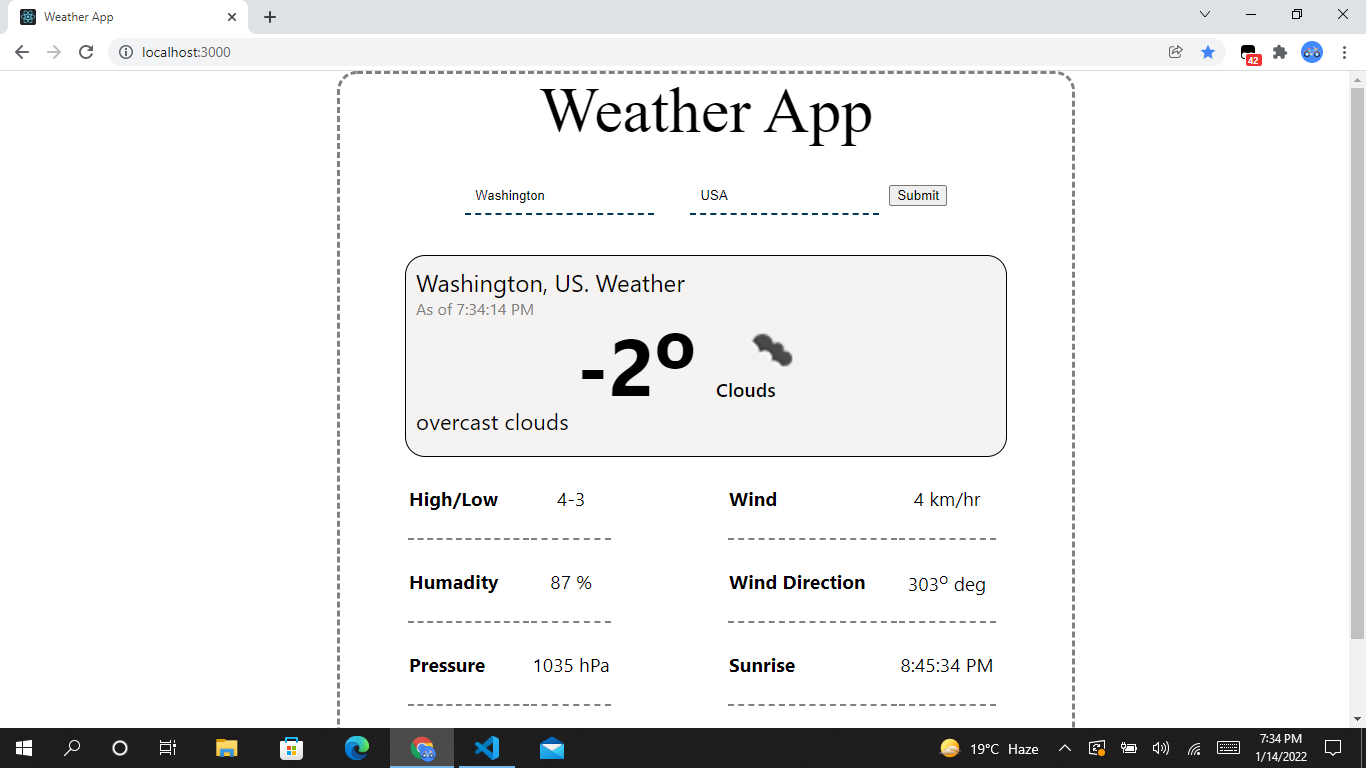 Weather App
localhost:3000
42
Weather App
Washington USA Submit
Washington, US. Weather
As of 7:34:14 PM
-2º
Clouds
overcast clouds
High/Low 4-3 Wind 4 km/hr
Humadity 87 % Wind Direction 303º deg
Pressure 1035 hPa Sunrise 8:45:34 PM
19°C Haze
7:34 PM
1/14/2022